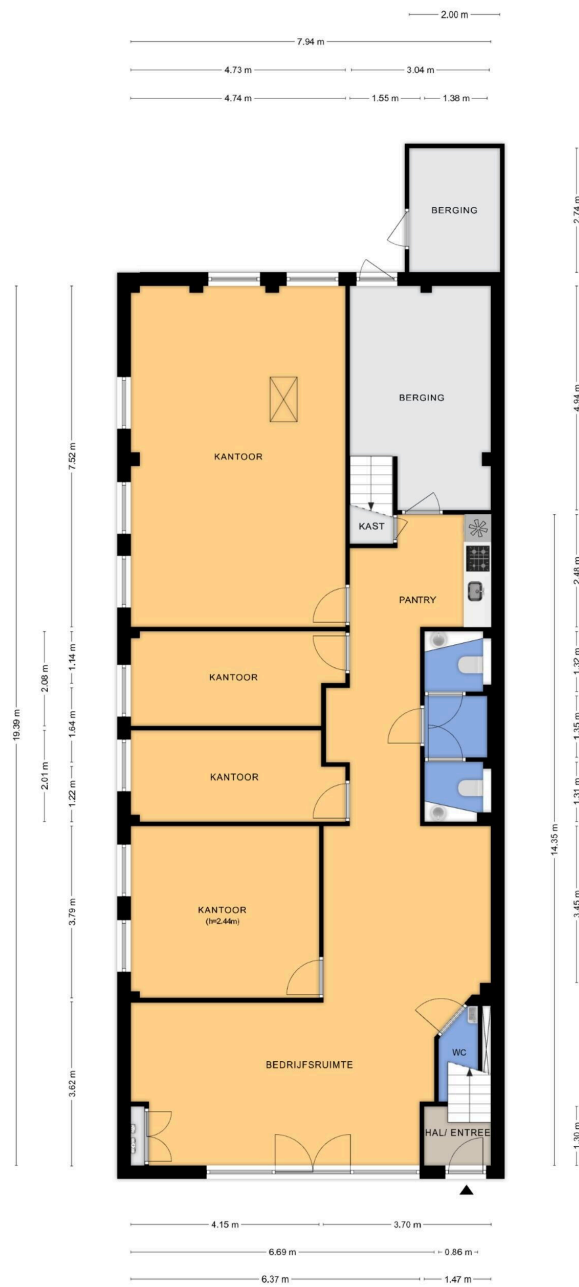 2.00 m
7.94 m
4.73 m
3.04 m
4.74 m
1.55 m
1.38 m
BERGING
2.74 m
BERGING
4.94 m
KANTOOR
7.52 m
KAST
PANTRY
2.48 m
KANTOOR
1.14 m
2.08 m
1.32 m
19.39 m
1.64 m
1.35 m
KANTOOR
2.01 m
1.22 m
1.31 m
14.35 m
KANTOOR
(h=2.44m)
3.79 m
3.45 m
WC
BEDRIJFSRUIMTE
3.62 m
HAL/ ENTREE
1.30 m
4.15 m
3.70 m
6.69 m
0.86 m
6.37 m
1.47 m